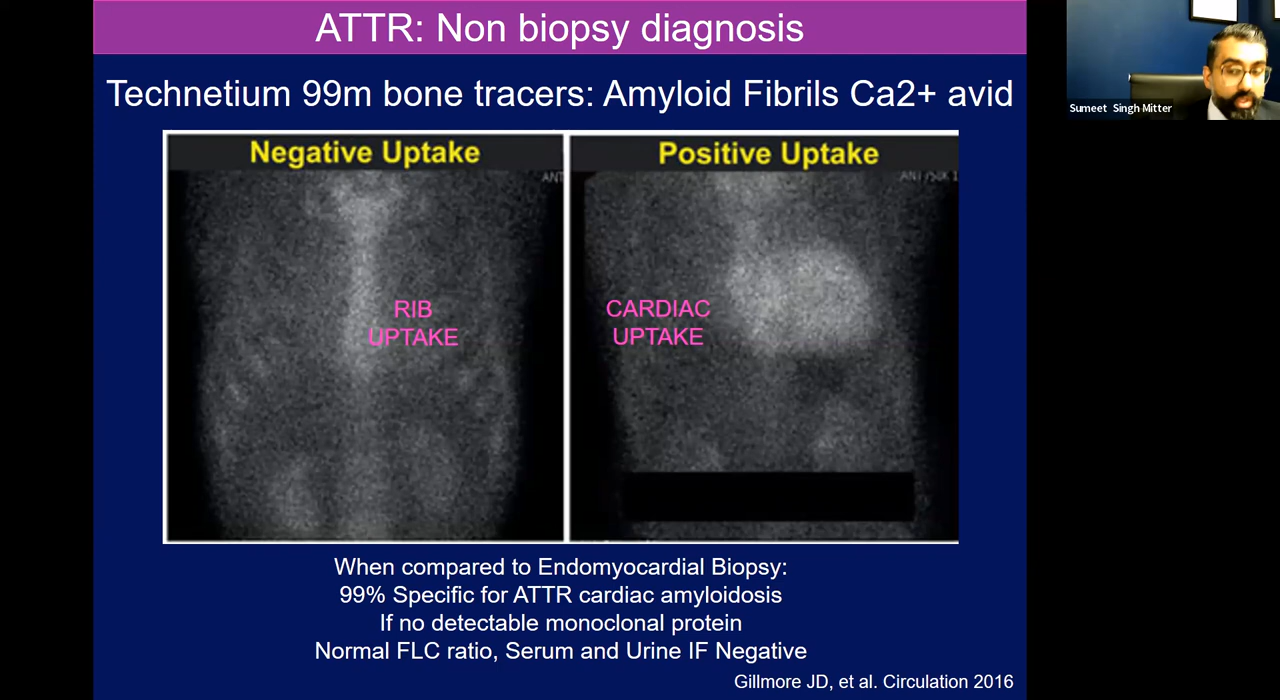 ATTR: Non biopsy diagnosis
Technetium 99m bone tracers: Amyloid Fibrils Ca2+ avid
Negative Uptake
ANT
RIB
UPTAKE
Positive Uptake
CARDIAC
UPTAKE
When compared to Endomyocardial Biopsy:
99% Specific for ATTR cardiac amyloidosis
If no detectable monoclonal protein
Normal FLC ratio, Serum and Urine IF Negative
Gillmore JD, et al. Circulation 2016
Sumeet Singh Mitter